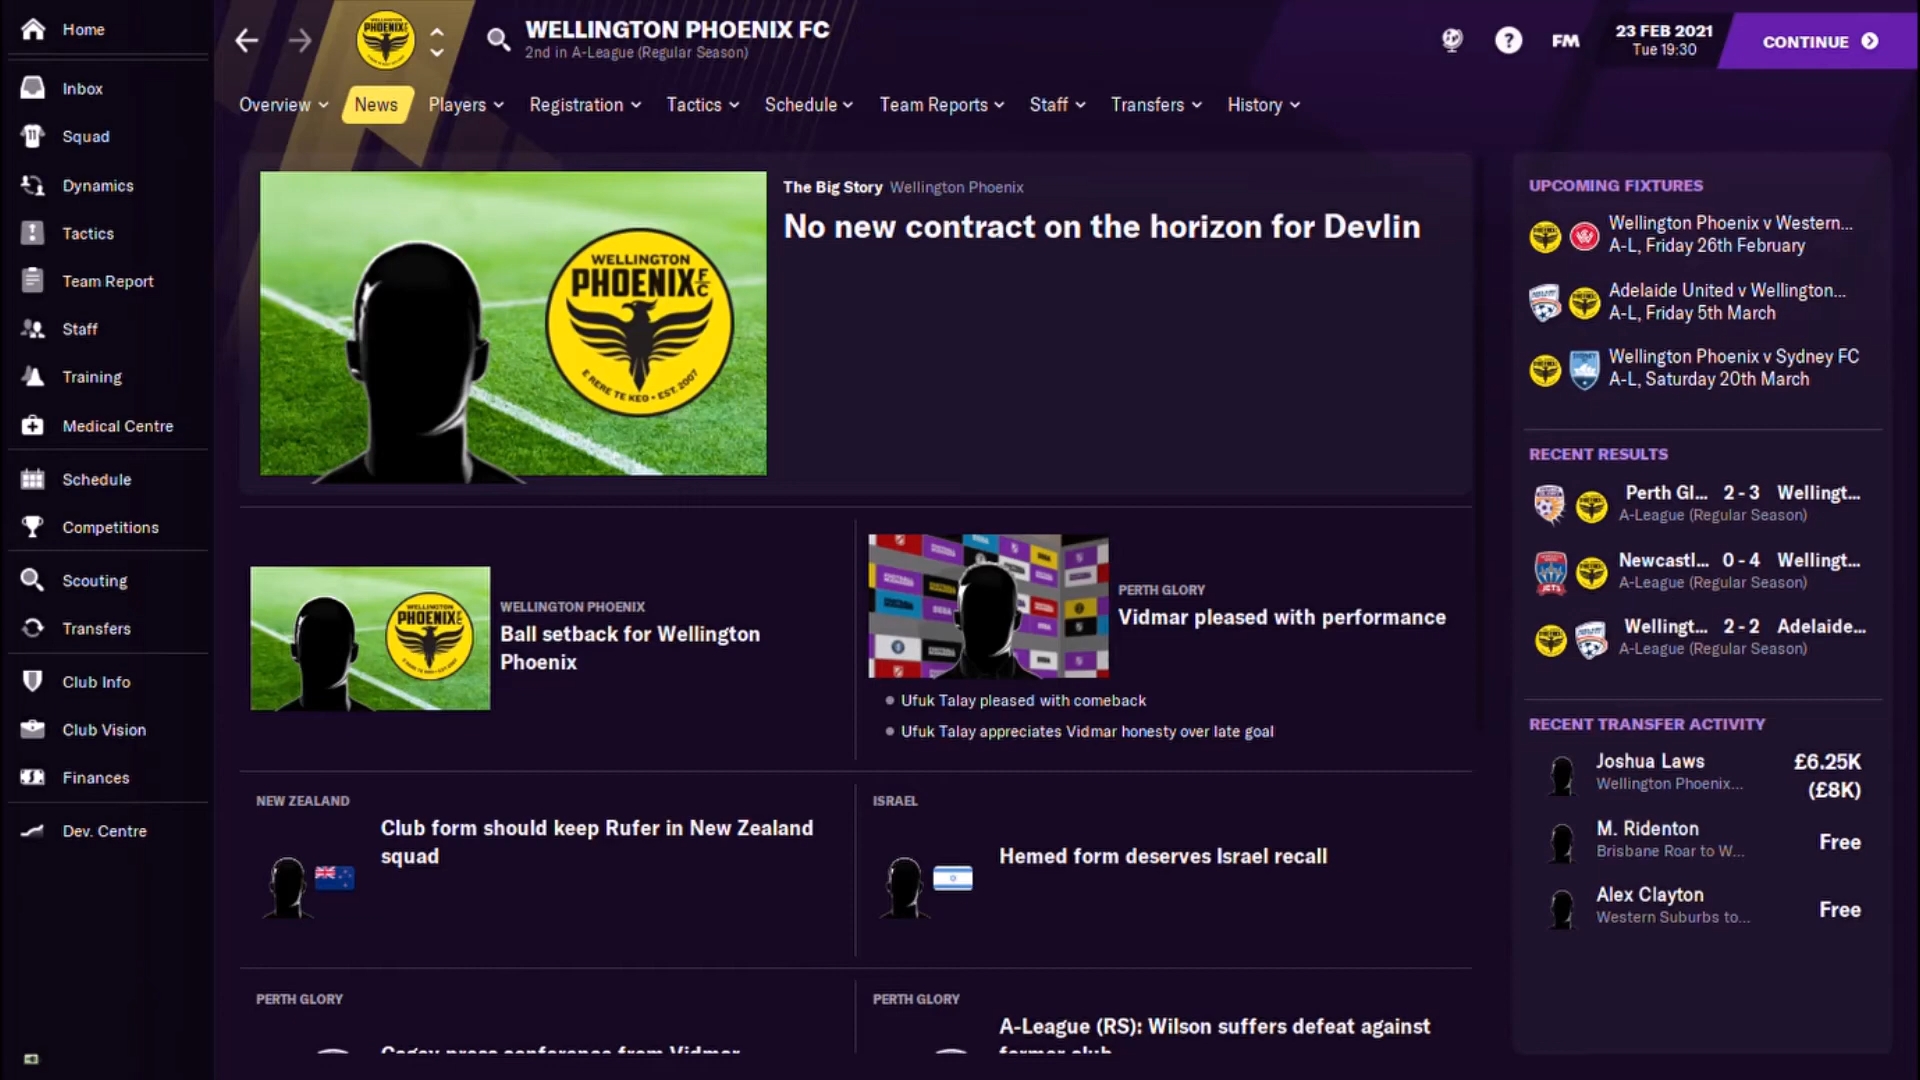 Home
Inbox
Squad
Dynamics
Tactics
Team Report
Staff
Training
Medical Centre
Schedule
Competitions
Scouting
Transfers
Club Info
Club Vision
Finances
Dev. Centre
WELLINGTON PHOENIX FC
2nd in A-League (Regular Season)
FM
23 FEB 2021
Tue 19:30
CONTINUE
Overview
News
Players
Registration
Tactics
Schedule
Team Reports
Staff
Transfers
History
WELLINGTON
PHOENIX FC
E RERE TE KEO • EST. 2007
The Big Story Wellington Phoenix
No new contract on the horizon for Devlin
WELLINGTON PHOENIX
Ball setback for Wellington
Phoenix
PERTH GLORY
Vidmar pleased with performance
Ufuk Talay pleased with comeback
Ufuk Talay appreciates Vidmar honesty over late goal
NEW ZEALAND
Club form should keep Rufer in New Zealand
squad
ISRAEL
Hemed form deserves Israel recall
PERTH GLORY
PERTH GLORY
A-League (RS): Wilson suffers defeat against
former club
UPCOMING FIXTURES
Wellington Phoenix v Western...
A-L, Friday 26th February
Adelaide United v Wellington...
A-L, Friday 5th March
Wellington Phoenix v Sydney FC
A-L, Saturday 20th March
RECENT RESULTS
Perth Gl... 2 - 3 Wellingt...
A-League (Regular Season)
Newcastl... 0 - 4 Wellingt...
A-League (Regular Season)
Wellingt... 2 - 2 Adelaide...
A-League (Regular Season)
RECENT TRANSFER ACTIVITY
Joshua Laws
Wellington Phoenix...
£6.25K
(£8K)
M. Ridenton
Brisbane Roar to W...
Free
Alex Clayton
Western Suburbs to...
Free